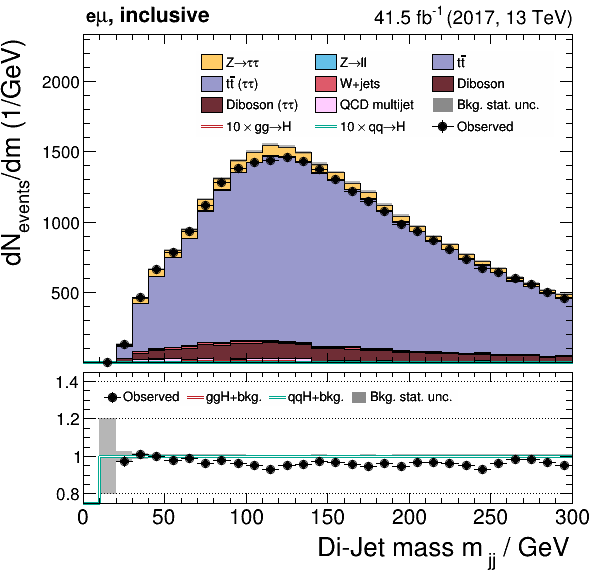 eμ, inclusive
41.5 fb⁻¹ (2017, 13 TeV)
dN_events/dm (1/GeV)
2000
1500
1000
500
Z→ττ Z→ll tt̄
tt̄ (ττ) W+jets Diboson
Diboson (ττ) QCD multijet Bkg. stat. unc.
10 × gg→H 10 × qq→H Observed
1.4
1.2
1
0.8
Observed ggH+bkg. qqH+bkg. Bkg. stat. unc.
0 50 100 150 200 250 300
Di-Jet mass m_jj / GeV